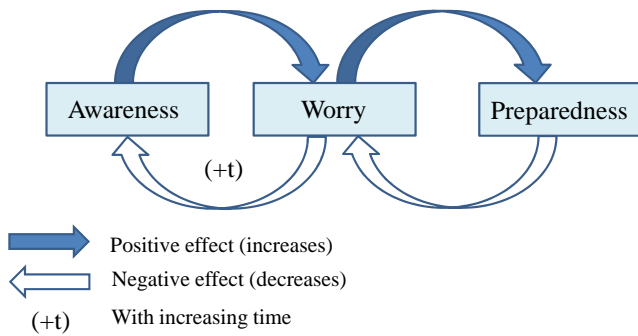 Awareness Worry Preparedness
(+t)
Positive effect (increases)
Negative effect (decreases)
(+t) With increasing time